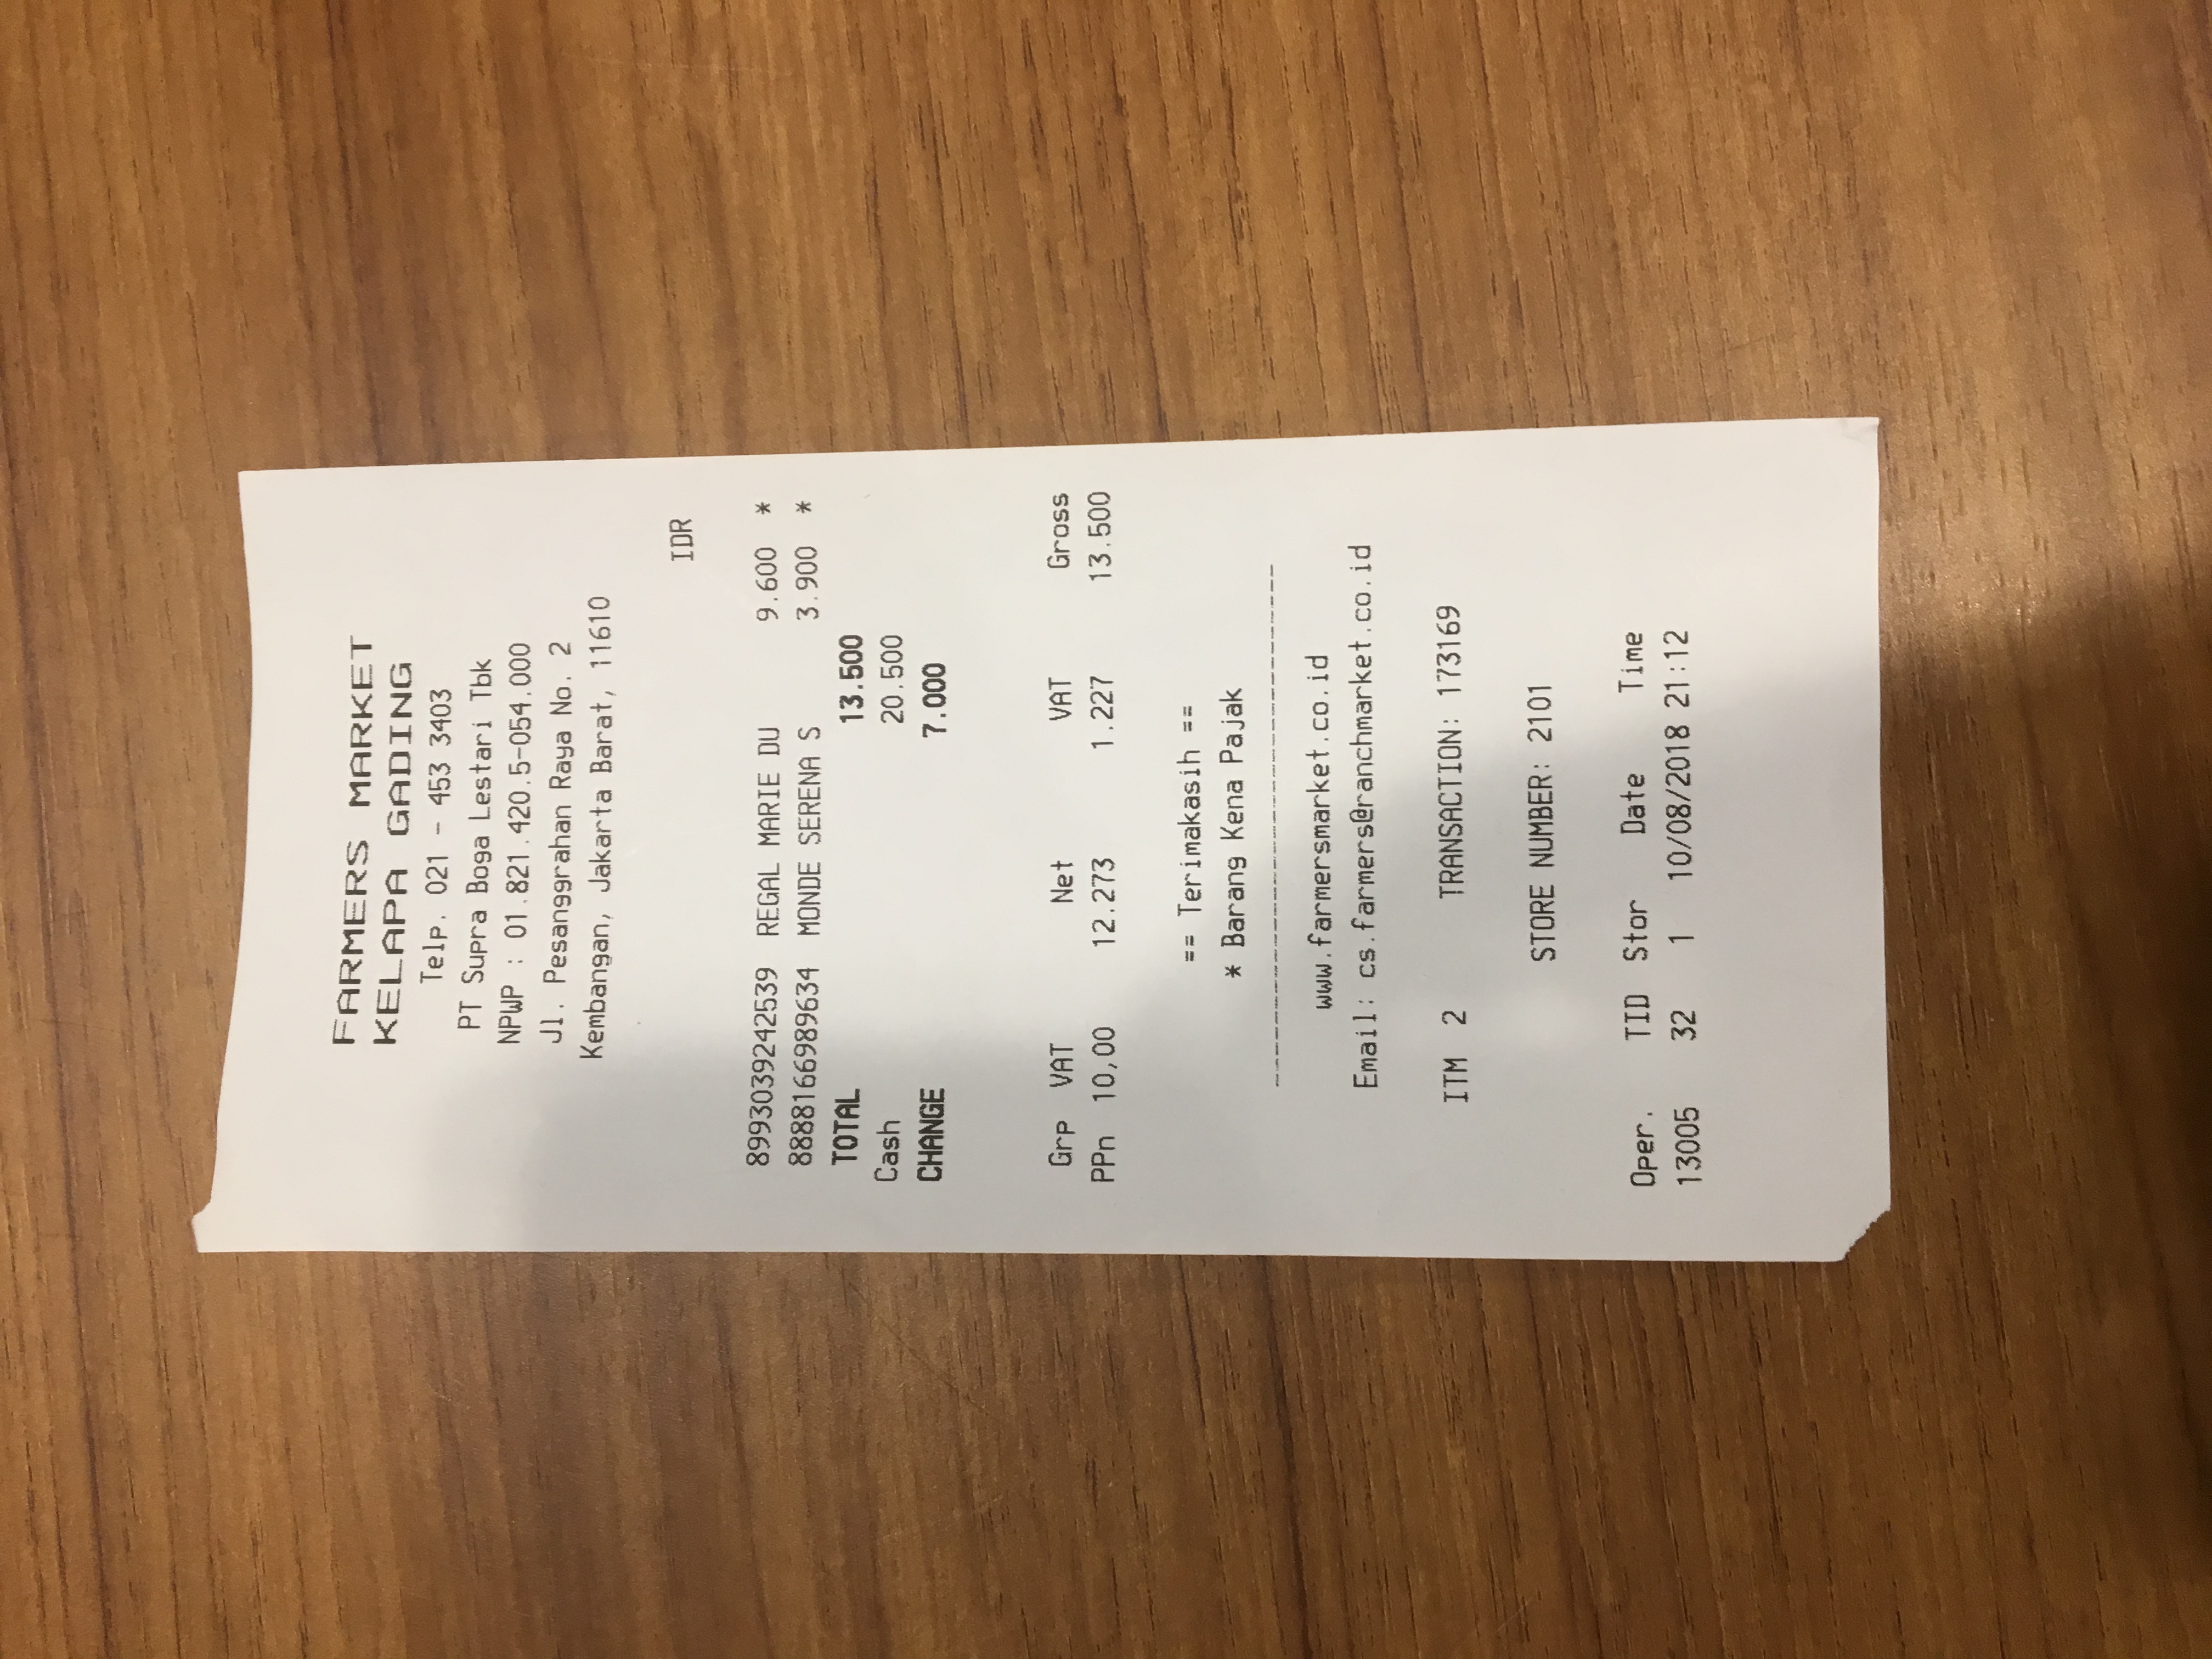 FARMERS MARKET
KELAPA GADING
Telp. 021 - 453 3403
PT Supra Boga Lestari Tbk
NPWP : 01.821.420.5-054.000
Jl. Pesanggrahan Raya No. 2
Kembangan, Jakarta Barat, 11610
IDR
8993039242539 REGAL MARIE DU 9.600 *
8888166989634 MONDE SERENA S 3.900 *
TOTAL 13.500
Cash 20.500
CHANGE 7.000
Grp VAT Net VAT Gross
PPn 10,00 12.273 1.227 13.500
== Terimakasih ==
* Barang Kena Pajak
----------------------------------
www.farmersmarket.co.id
Email: cs.farmers@ranchmarket.co.id
ITM 2 TRANSACTION: 173169
STORE NUMBER: 2101
Oper. TID Stor Date Time
13005 32 1 10/08/2018 21:12